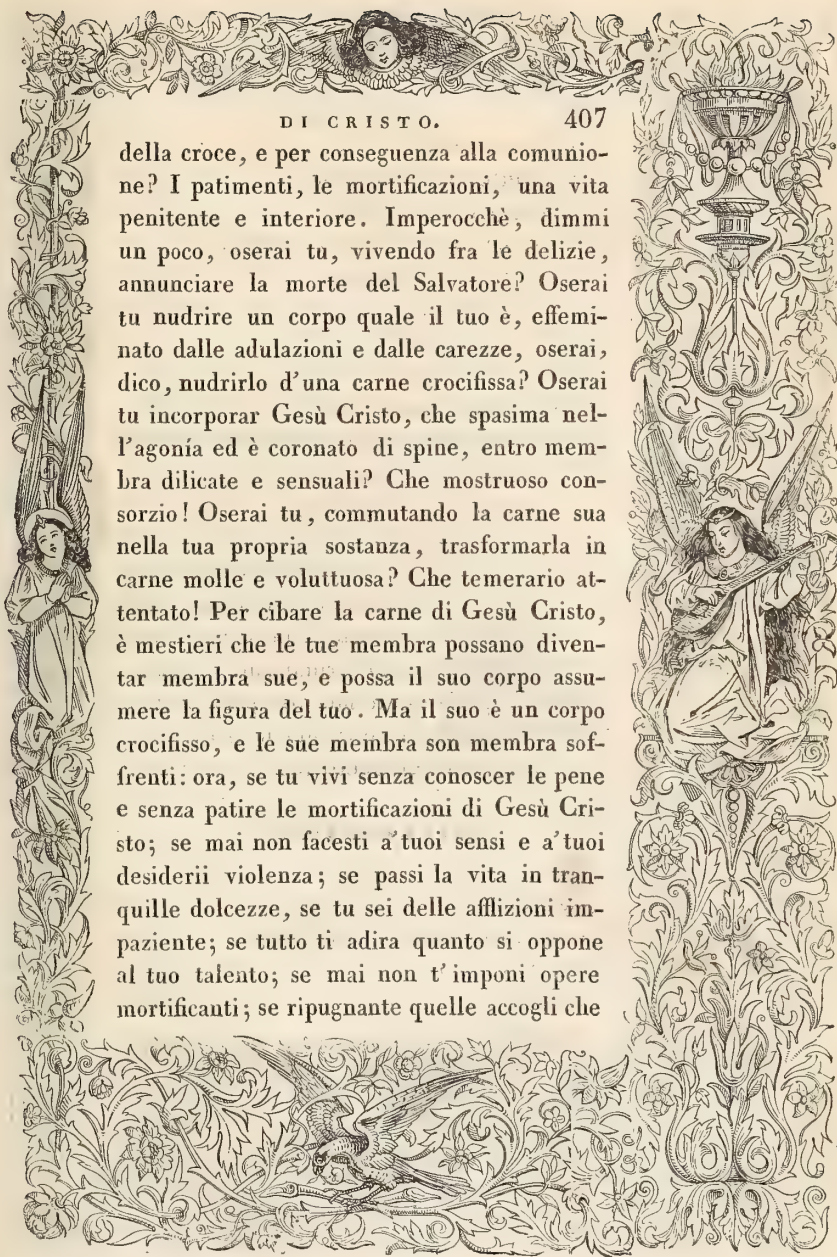 DI CRISTO. 407
della croce, e per conseguenza alla comunio-
ne? I patimenti, le mortificazioni, una vita
penitente e interiore. Imperocchè, dimmi
un poco, oserai tu, vivendo fra le delizie,
annunciare la morte del Salvatore? Oserai
tu nudrire un corpo quale il tuo è, effemi-
nato dalle adulazioni e dalle carezze, oserai,
dico, nudrirlo d'una carne crocifissa? Oserai
tu incorporar Gesù Cristo, che spasima nel-
l'agonía ed è coronato di spine, entro mem-
bra dilicate e sensuali? Che mostruoso con-
sorzio! Oserai tu, commutando la carne sua
nella tua propria sostanza, trasformarla in
carne molle e voluttuosa? Che temerario at-
tentato! Per cibare la carne di Gesù Cristo,
è mestieri che le tue membra possano diven-
tar membra sue, e possa il suo corpo assu-
mere la figura del tuo. Ma il suo è un corpo
crocifisso, e le sue membra son membra sof-
frenti: ora, se tu vivi senza conoscer le pene
e senza patire le mortificazioni di Gesù Cri-
sto; se mai non facesti a'tuoi sensi e a'tuoi
desiderii violenza; se passi la vita in tran-
quille dolcezze, se tu sei delle afflizioni im-
paziente; se tutto ti adira quanto si oppone
al tuo talento; se mai non t'imponi opere
mortificanti; se ripugnante quelle accogli che